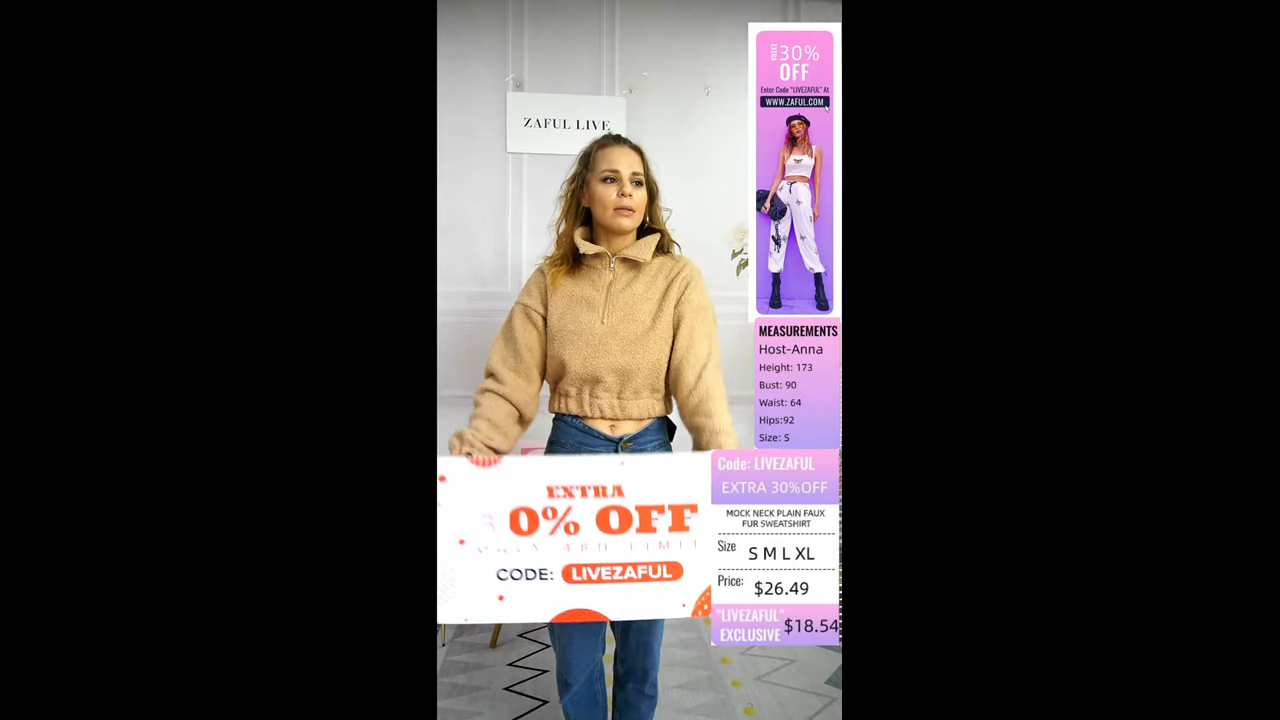 ZAFUL LIVE
EXTRA
30%
OFF
Enter Code "LIVEZAFUL" At
WWW.ZAFUL.COM
MEASUREMENTS
Host-Anna
Height: 173
Bust: 90
Waist: 64
Hips:92
Size: S
Code: LIVEZAFUL
EXTRA 30%OFF
MOCK NECK PLAIN FAUX
FUR SWEATSHIRT
Size S M L XL
Price: $26.49
"LIVEZAFUL"
EXCLUSIVE $18.54
EXTRA
0% OFF
CODE: LIVEZAFUL